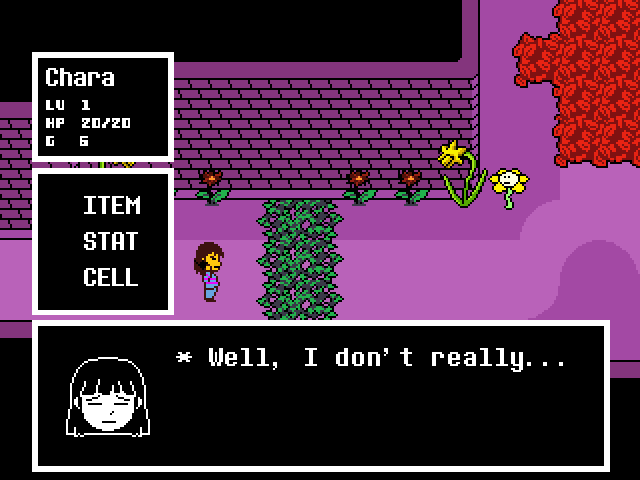 Chara
LV 1
HP 20/20
G 6
ITEM
STAT
CELL
* Well, I don't really...